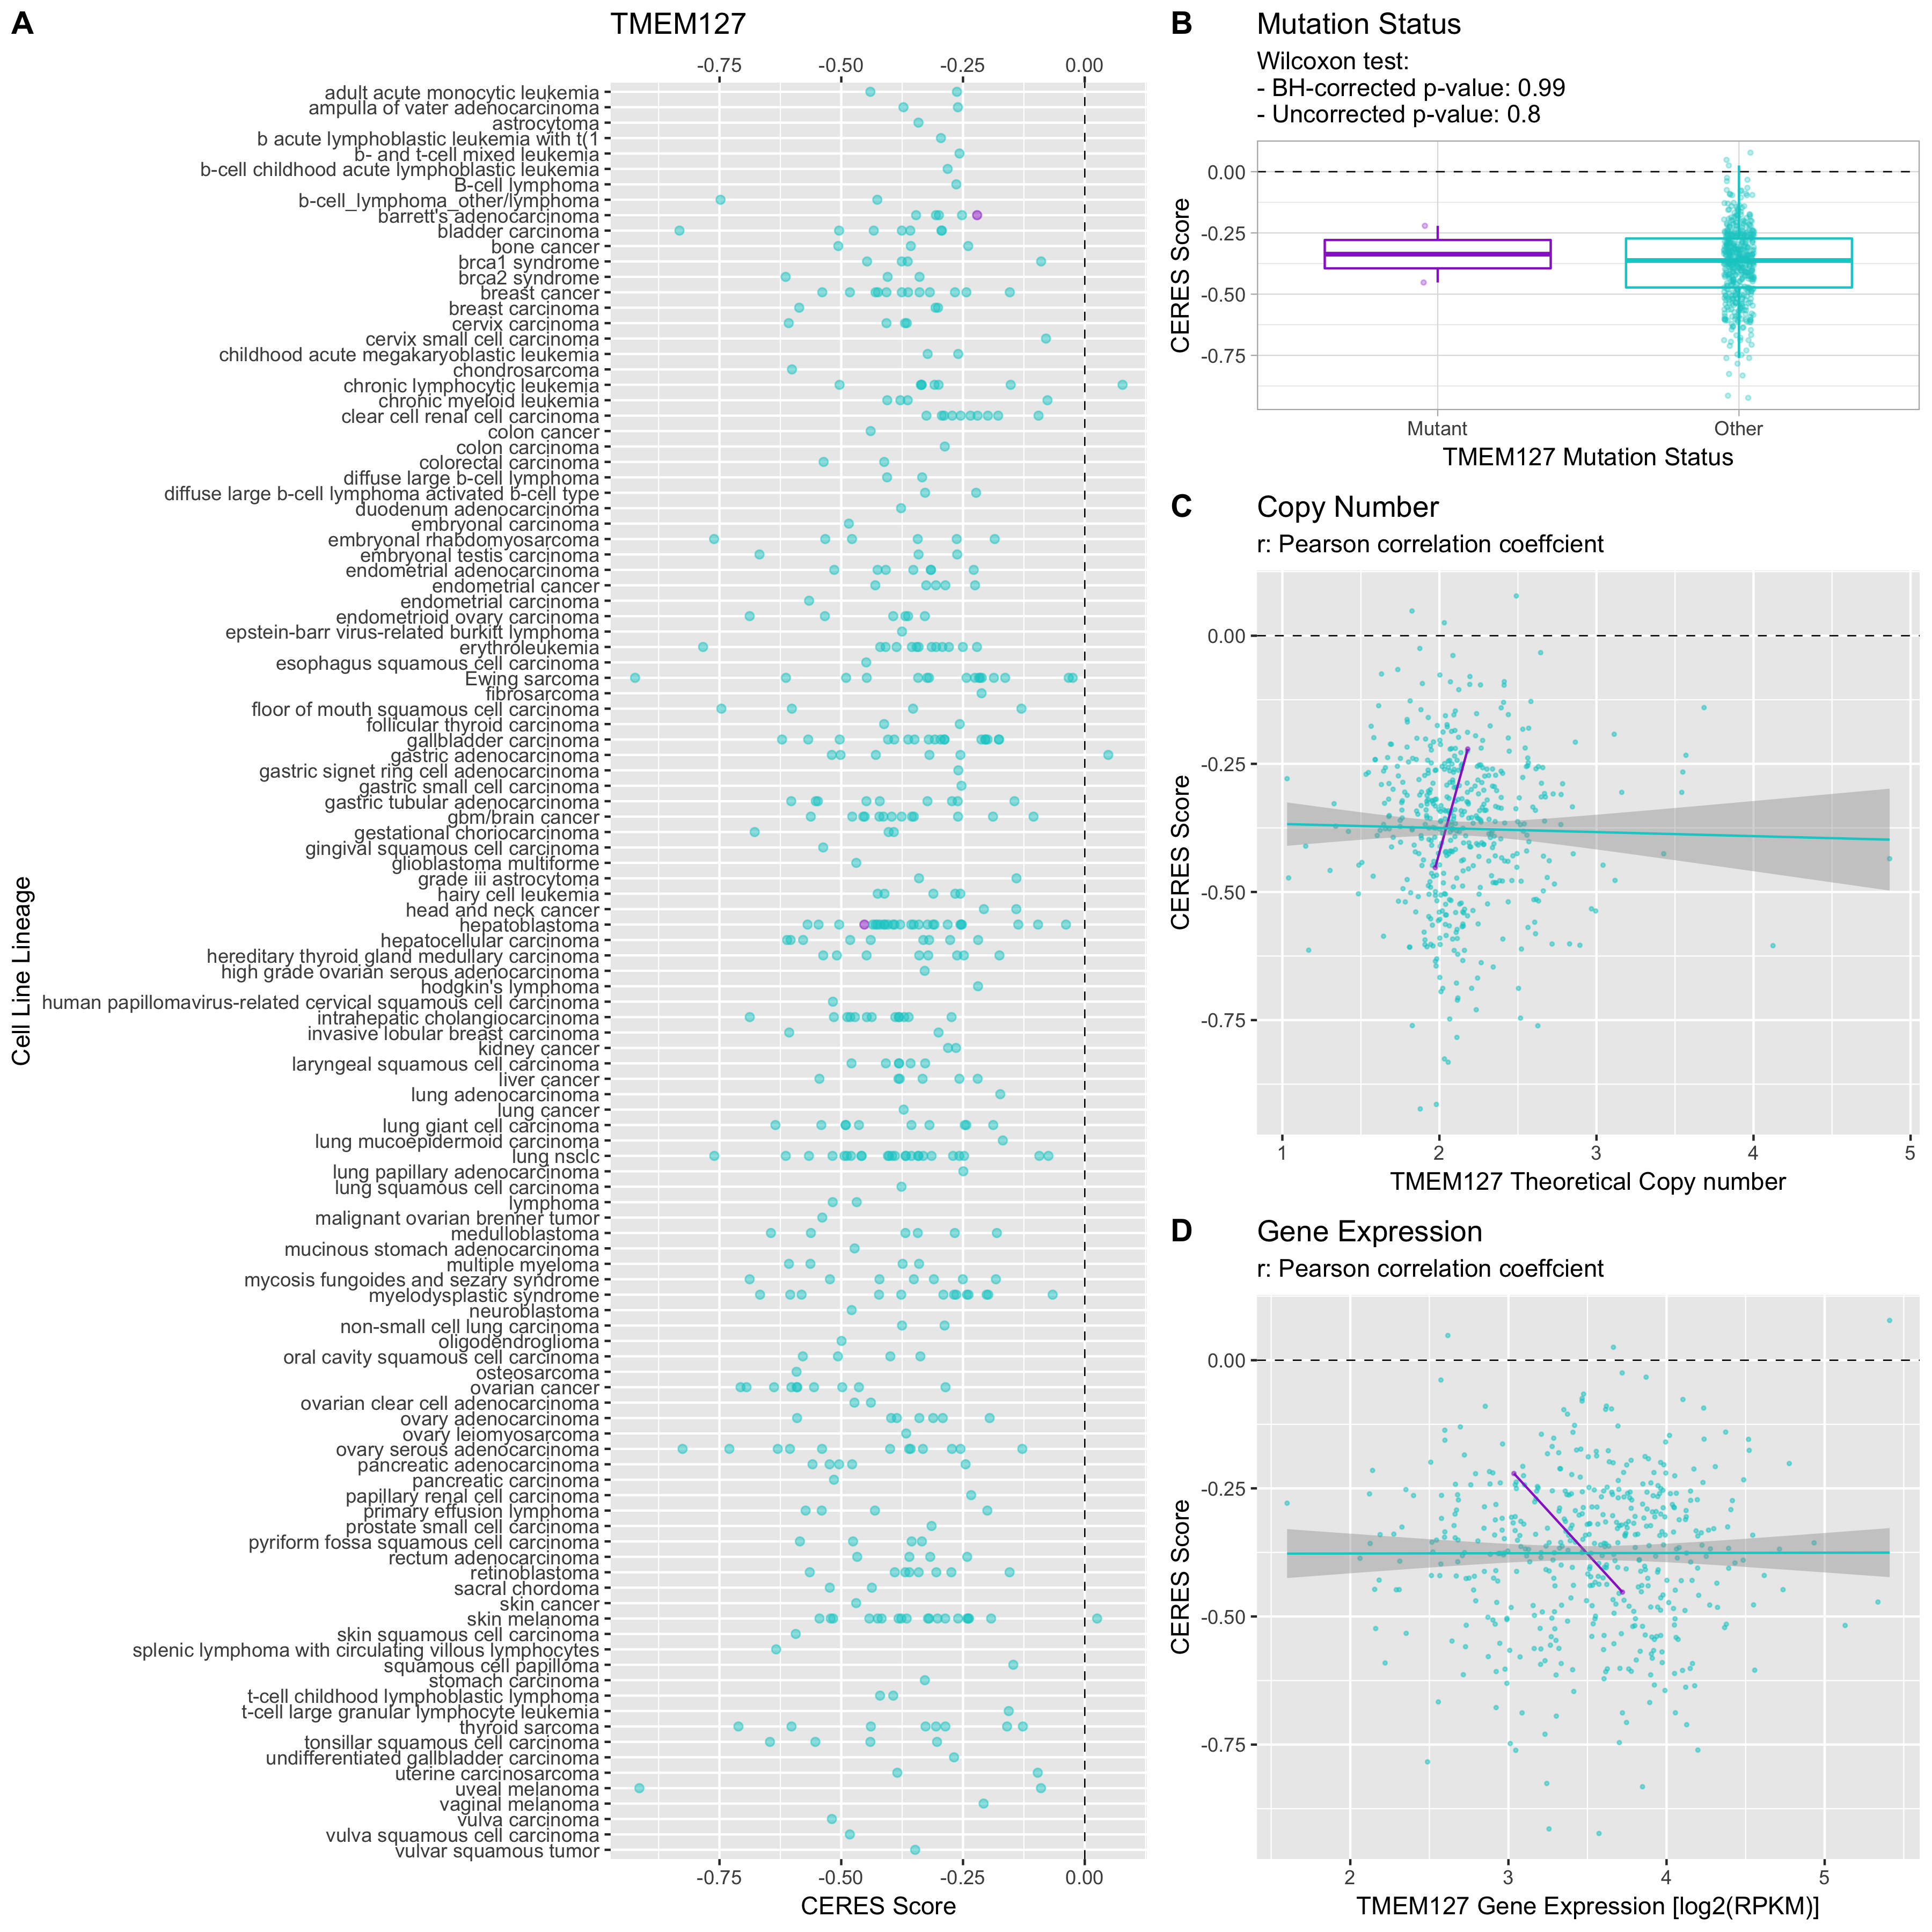 A
TMEM127
-0.75
-0.50
-0.25
0.00
Cell Line Lineage
adult acute monocytic leukemia
ampulla of vater adenocarcinoma
astrocytoma
b acute lymphoblastic leukemia with t(1
b- and t-cell mixed leukemia
b-cell childhood acute lymphoblastic leukemia
B-cell lymphoma
b-cell_lymphoma_other/lymphoma
barrett's adenocarcinoma
bladder carcinoma
bone cancer
brca1 syndrome
brca2 syndrome
breast cancer
breast carcinoma
cervix carcinoma
cervix small cell carcinoma
childhood acute megakaryoblastic leukemia
chondrosarcoma
chronic lymphocytic leukemia
chronic myeloid leukemia
clear cell renal cell carcinoma
colon cancer
colon carcinoma
colorectal carcinoma
diffuse large b-cell lymphoma
diffuse large b-cell lymphoma activated b-cell type
duodenum adenocarcinoma
embryonal carcinoma
embryonal rhabdomyosarcoma
embryonal testis carcinoma
endometrial adenocarcinoma
endometrial cancer
endometrial carcinoma
endometrioid ovary carcinoma
epstein-barr virus-related burkitt lymphoma
erythroleukemia
esophagus squamous cell carcinoma
Ewing sarcoma
fibrosarcoma
floor of mouth squamous cell carcinoma
follicular thyroid carcinoma
gallbladder carcinoma
gastric adenocarcinoma
gastric signet ring cell adenocarcinoma
gastric small cell carcinoma
gastric tubular adenocarcinoma
gbm/brain cancer
gestational choriocarcinoma
gingival squamous cell carcinoma
glioblastoma multiforme
grade iii astrocytoma
hairy cell leukemia
head and neck cancer
hepatoblastoma
hepatocellular carcinoma
hereditary thyroid gland medullary carcinoma
high grade ovarian serous adenocarcinoma
hodgkin's lymphoma
human papillomavirus-related cervical squamous cell carcinoma
intrahepatic cholangiocarcinoma
invasive lobular breast carcinoma
kidney cancer
laryngeal squamous cell carcinoma
liver cancer
lung adenocarcinoma
lung cancer
lung giant cell carcinoma
lung mucoepidermoid carcinoma
lung nsclc
lung papillary adenocarcinoma
lung squamous cell carcinoma
lymphoma
malignant ovarian brenner tumor
medulloblastoma
mucinous stomach adenocarcinoma
multiple myeloma
mycosis fungoides and sezary syndrome
myelodysplastic syndrome
neuroblastoma
non-small cell lung carcinoma
oligodendroglioma
oral cavity squamous cell carcinoma
osteosarcoma
ovarian cancer
ovarian clear cell adenocarcinoma
ovary adenocarcinoma
ovary leiomyosarcoma
ovary serous adenocarcinoma
pancreatic adenocarcinoma
pancreatic carcinoma
papillary renal cell carcinoma
primary effusion lymphoma
prostate small cell carcinoma
pyriform fossa squamous cell carcinoma
rectum adenocarcinoma
retinoblastoma
sacral chordoma
skin cancer
skin melanoma
skin squamous cell carcinoma
splenic lymphoma with circulating villous lymphocytes
squamous cell papilloma
stomach carcinoma
t-cell childhood lymphoblastic lymphoma
t-cell large granular lymphocyte leukemia
thyroid sarcoma
tonsillar squamous cell carcinoma
undifferentiated gallbladder carcinoma
uterine carcinosarcoma
uveal melanoma
vaginal melanoma
vulva carcinoma
vulva squamous cell carcinoma
vulvar squamous tumor
-0.75
-0.50
-0.25
0.00
CERES Score
B
Mutation Status
Wilcoxon test:
- BH-corrected p-value: 0.99
- Uncorrected p-value: 0.8
CERES Score
0.00
-0.25
-0.50
-0.75
Mutant
Other
TMEM127 Mutation Status
C
Copy Number
r: Pearson correlation coeffcient
CERES Score
0.00
-0.25
-0.50
-0.75
1
2
3
4
5
TMEM127 Theoretical Copy number
D
Gene Expression
r: Pearson correlation coeffcient
CERES Score
0.00
-0.25
-0.50
-0.75
2
3
4
5
TMEM127 Gene Expression [log2(RPKM)]